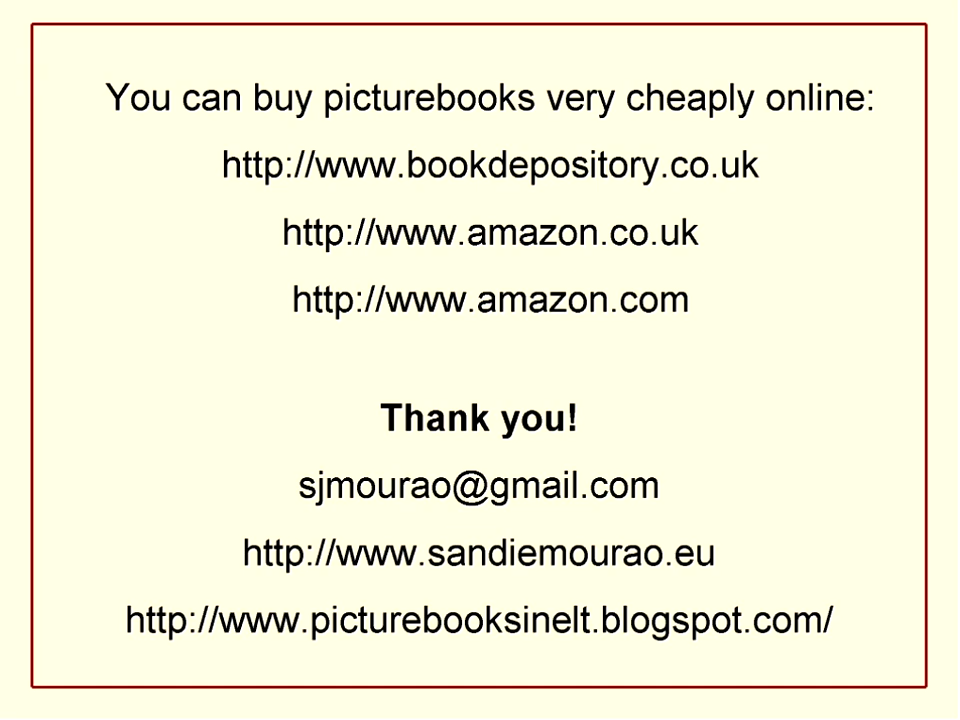 You can buy picturebooks very cheaply online:
http://www.bookdepository.co.uk
http://www.amazon.co.uk
http://www.amazon.com
Thank you!
sjmourao@gmail.com
http://www.sandiemourao.eu
http://www.picturebooksinelt.blogspot.com/